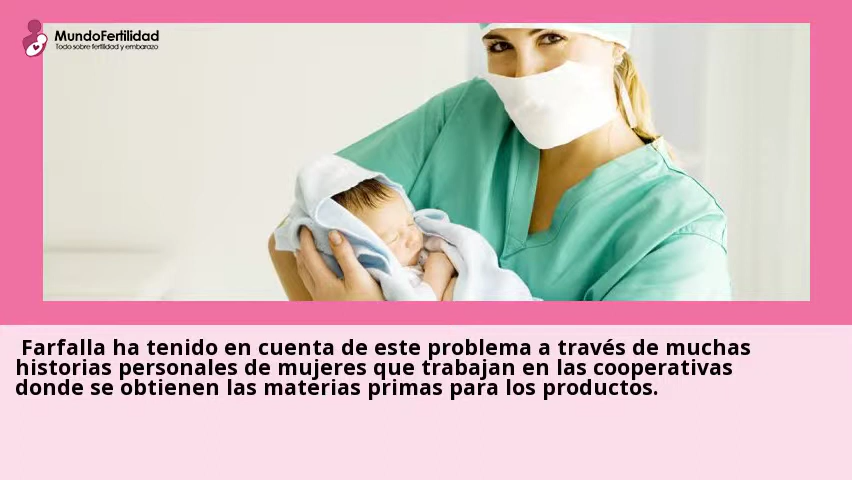 MundoFertilidad
Todo sobre fertilidad y embarazo
Farfalla ha tenido en cuenta de este problema a través de muchas
historias personales de mujeres que trabajan en las cooperativas
donde se obtienen las materias primas para los productos.